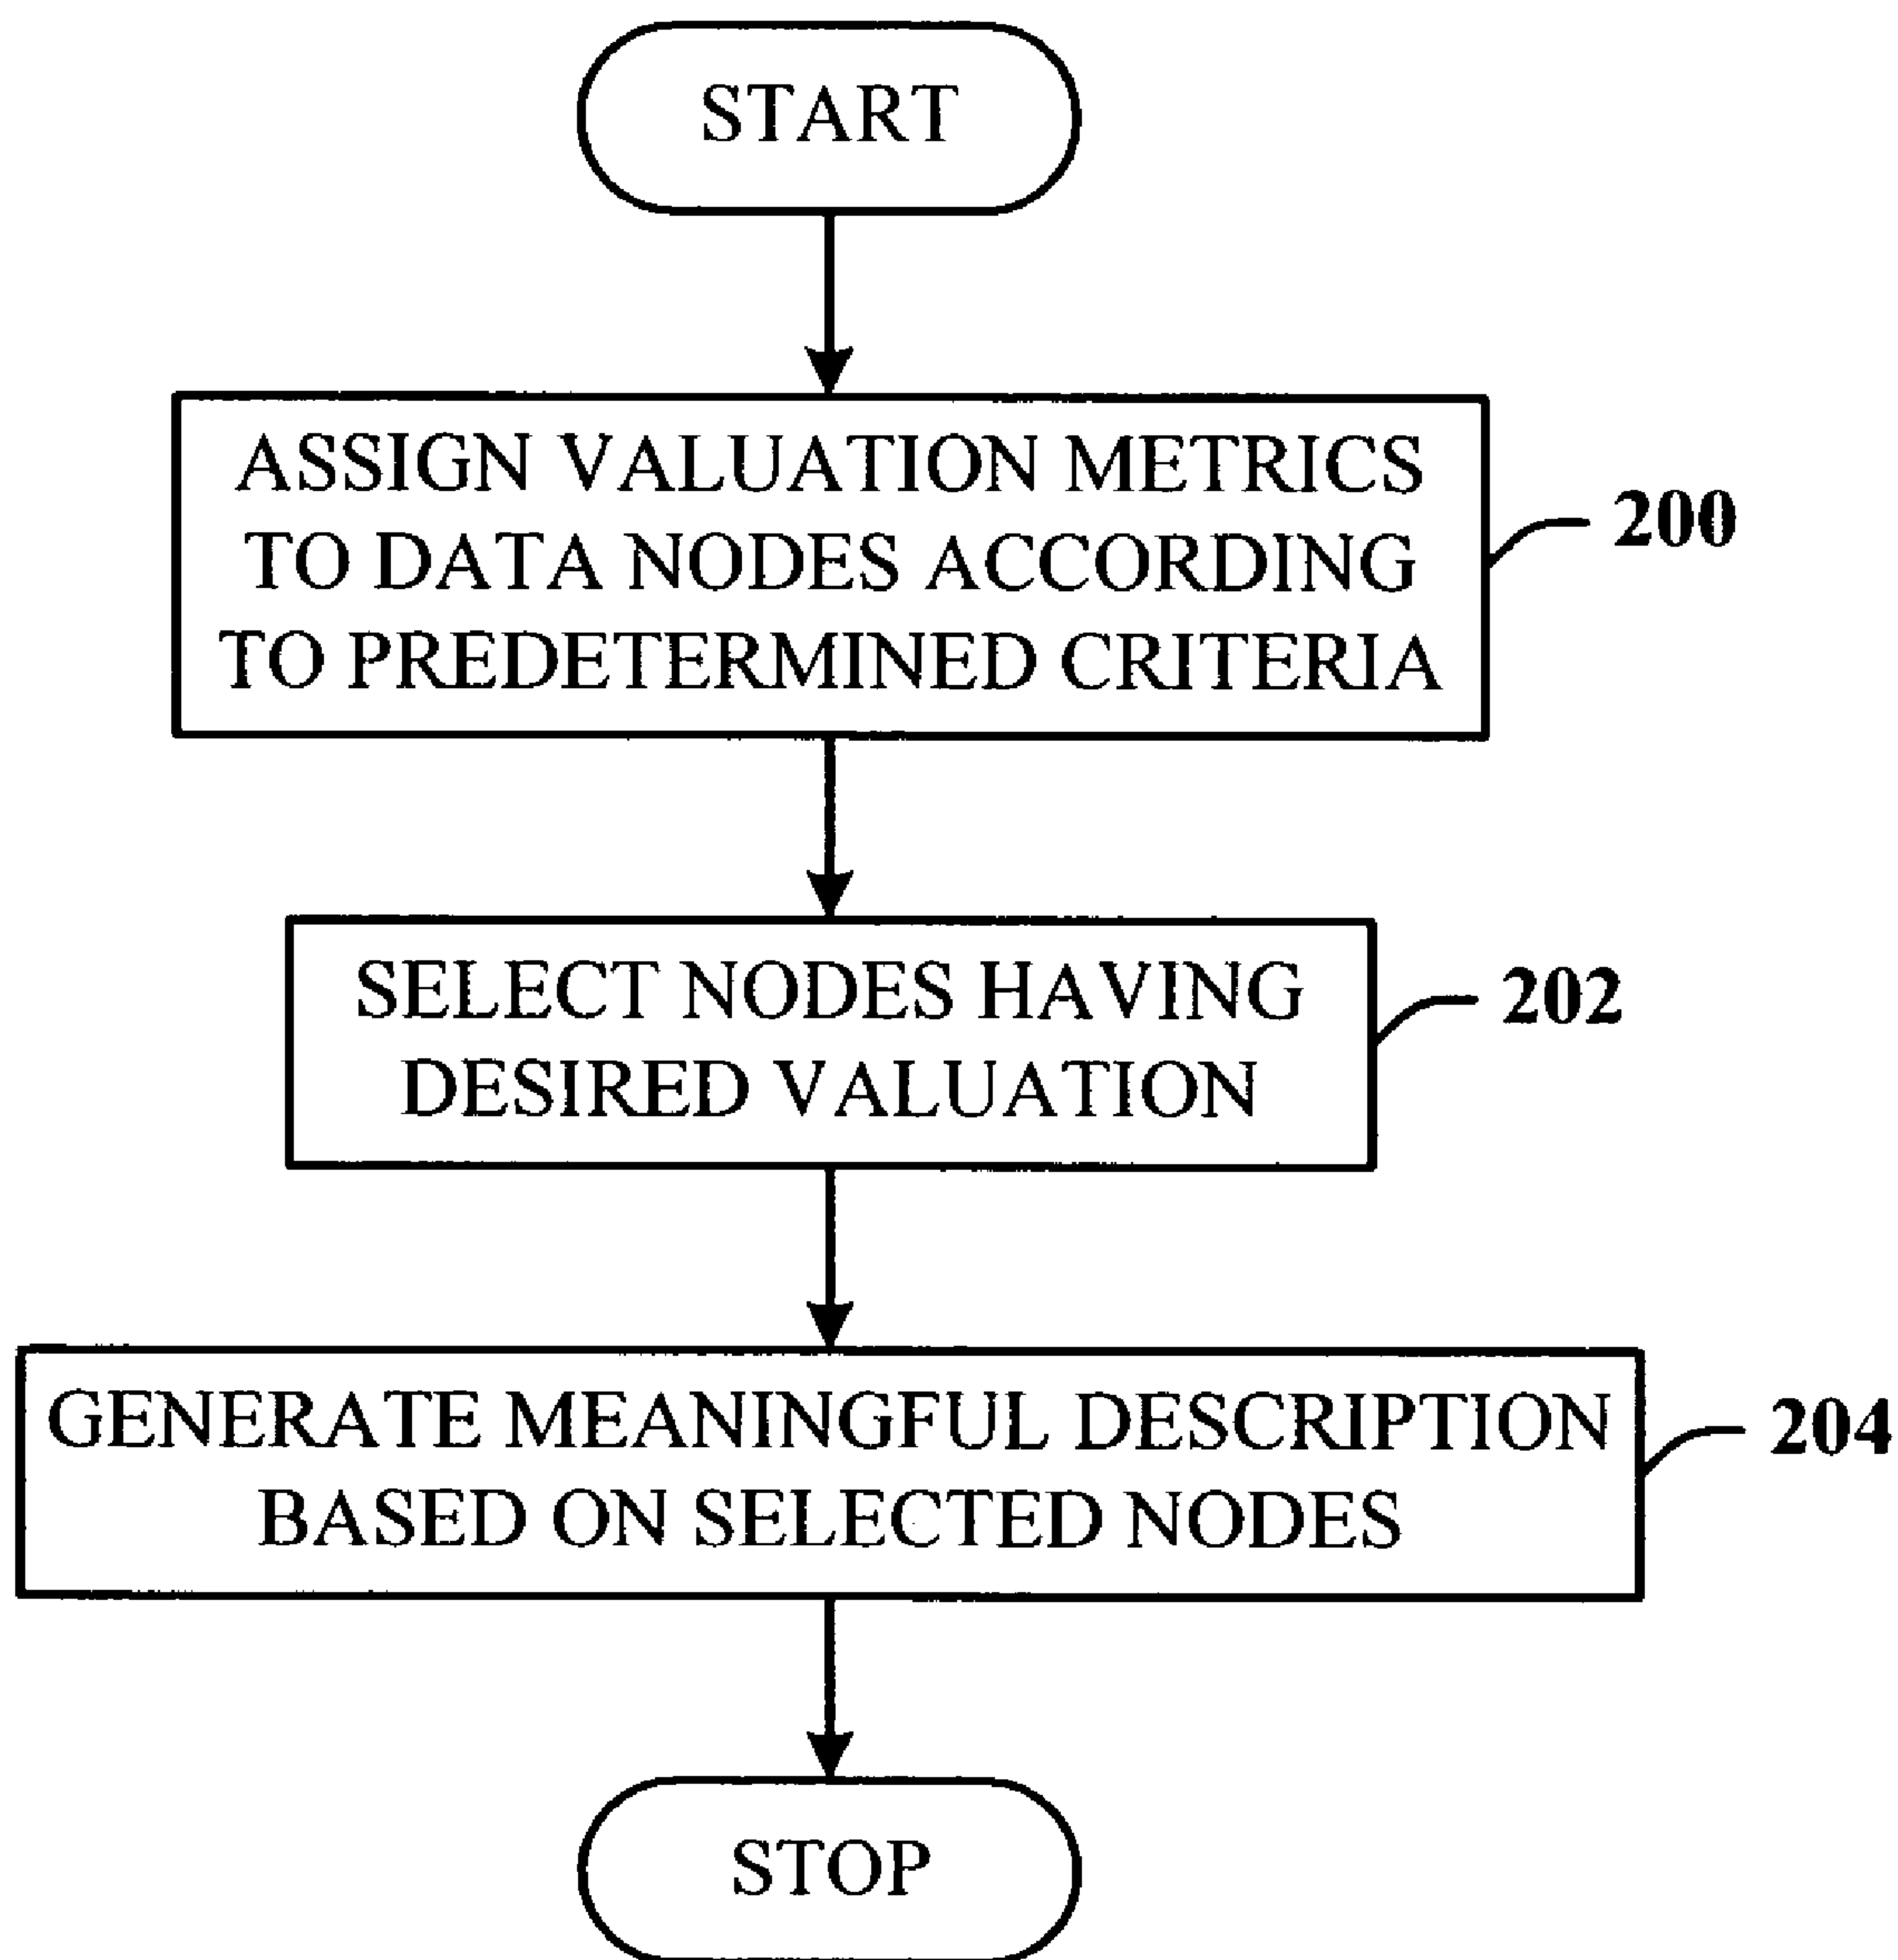 START
ASSIGN VALUATION METRICS
TO DATA NODES ACCORDING
TO PREDETERMINED CRITERIA
200
SELECT NODES HAVING
DESIRED VALUATION
202
GENERATE MEANINGFUL DESCRIPTION
BASED ON SELECTED NODES
204
STOP